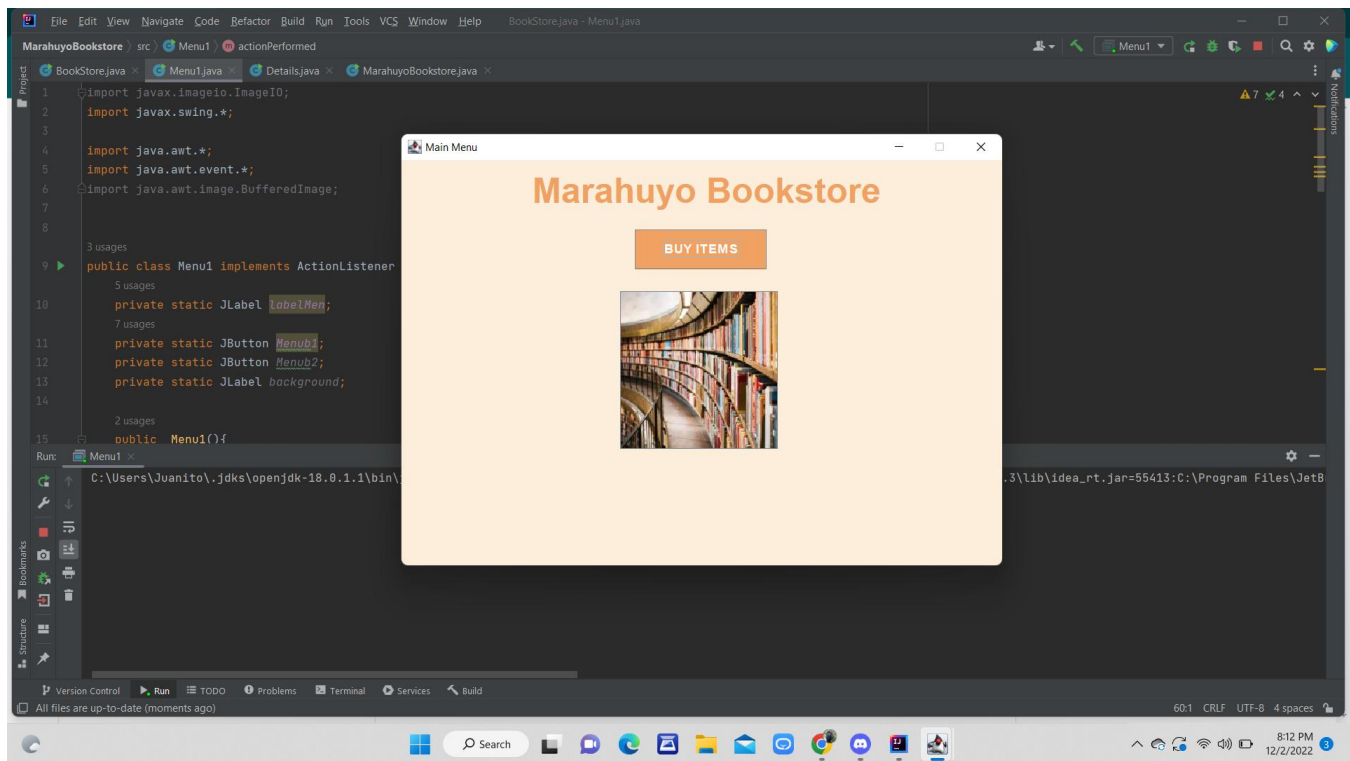 File Edit View Navigate Code Refactor Build Run Tools VCS Window Help BookStore.java - Menu1.java
MarahuyoBookstore src Menu1 actionPerformed Menu1
BookStore.java Menu1.java Details.java MarahuyoBookstore.java
Project
Notifications
1 import javax.imageio.ImageIO; 7 4
2 import javax.swing.*;
3
4 import java.awt.*;
5 import java.awt.event.*;
6 import java.awt.image.BufferedImage;
7
8
3 usages
9 public class Menu1 implements ActionListener
5 usages
10 private static JLabel labelMen;
7 usages
11 private static JButton Menub1;
12 private static JButton Menub2;
13 private static JLabel background;
14
2 usages
15 public Menu1(){
Main Menu
Marahuyo Bookstore
BUY ITEMS
Run: Menu1
C:\Users\Juanito\.jdks\openjdk-18.0.1.1\bin\ .3\lib\idea_rt.jar=55413:C:\Program Files\JetB
Bookmarks
Structure
Version Control Run TODO Problems Terminal Services Build
All files are up-to-date (moments ago) 60:1 CRLF UTF-8 4 spaces
Search
8:12 PM
12/2/2022 3